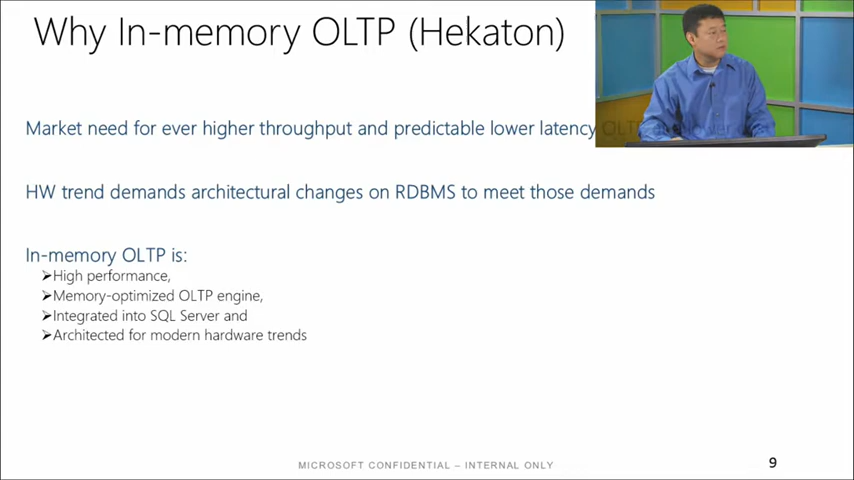 Why In-memory OLTP (Hekaton)
Market need for ever higher throughput and predictable lower latency OLTP
HW trend demands architectural changes on RDBMS to meet those demands
In-memory OLTP is:
➢High performance,
➢Memory-optimized OLTP engine,
➢Integrated into SQL Server and
➢Architected for modern hardware trends
MICROSOFT CONFIDENTIAL – INTERNAL ONLY
9